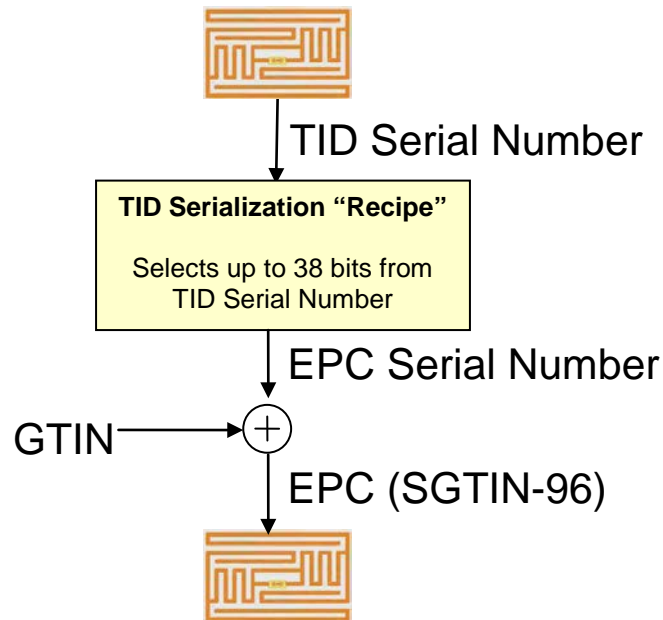 TID Serial Number
TID Serialization “Recipe”
Selects up to 38 bits from
TID Serial Number
EPC Serial Number
GTIN
EPC (SGTIN-96)